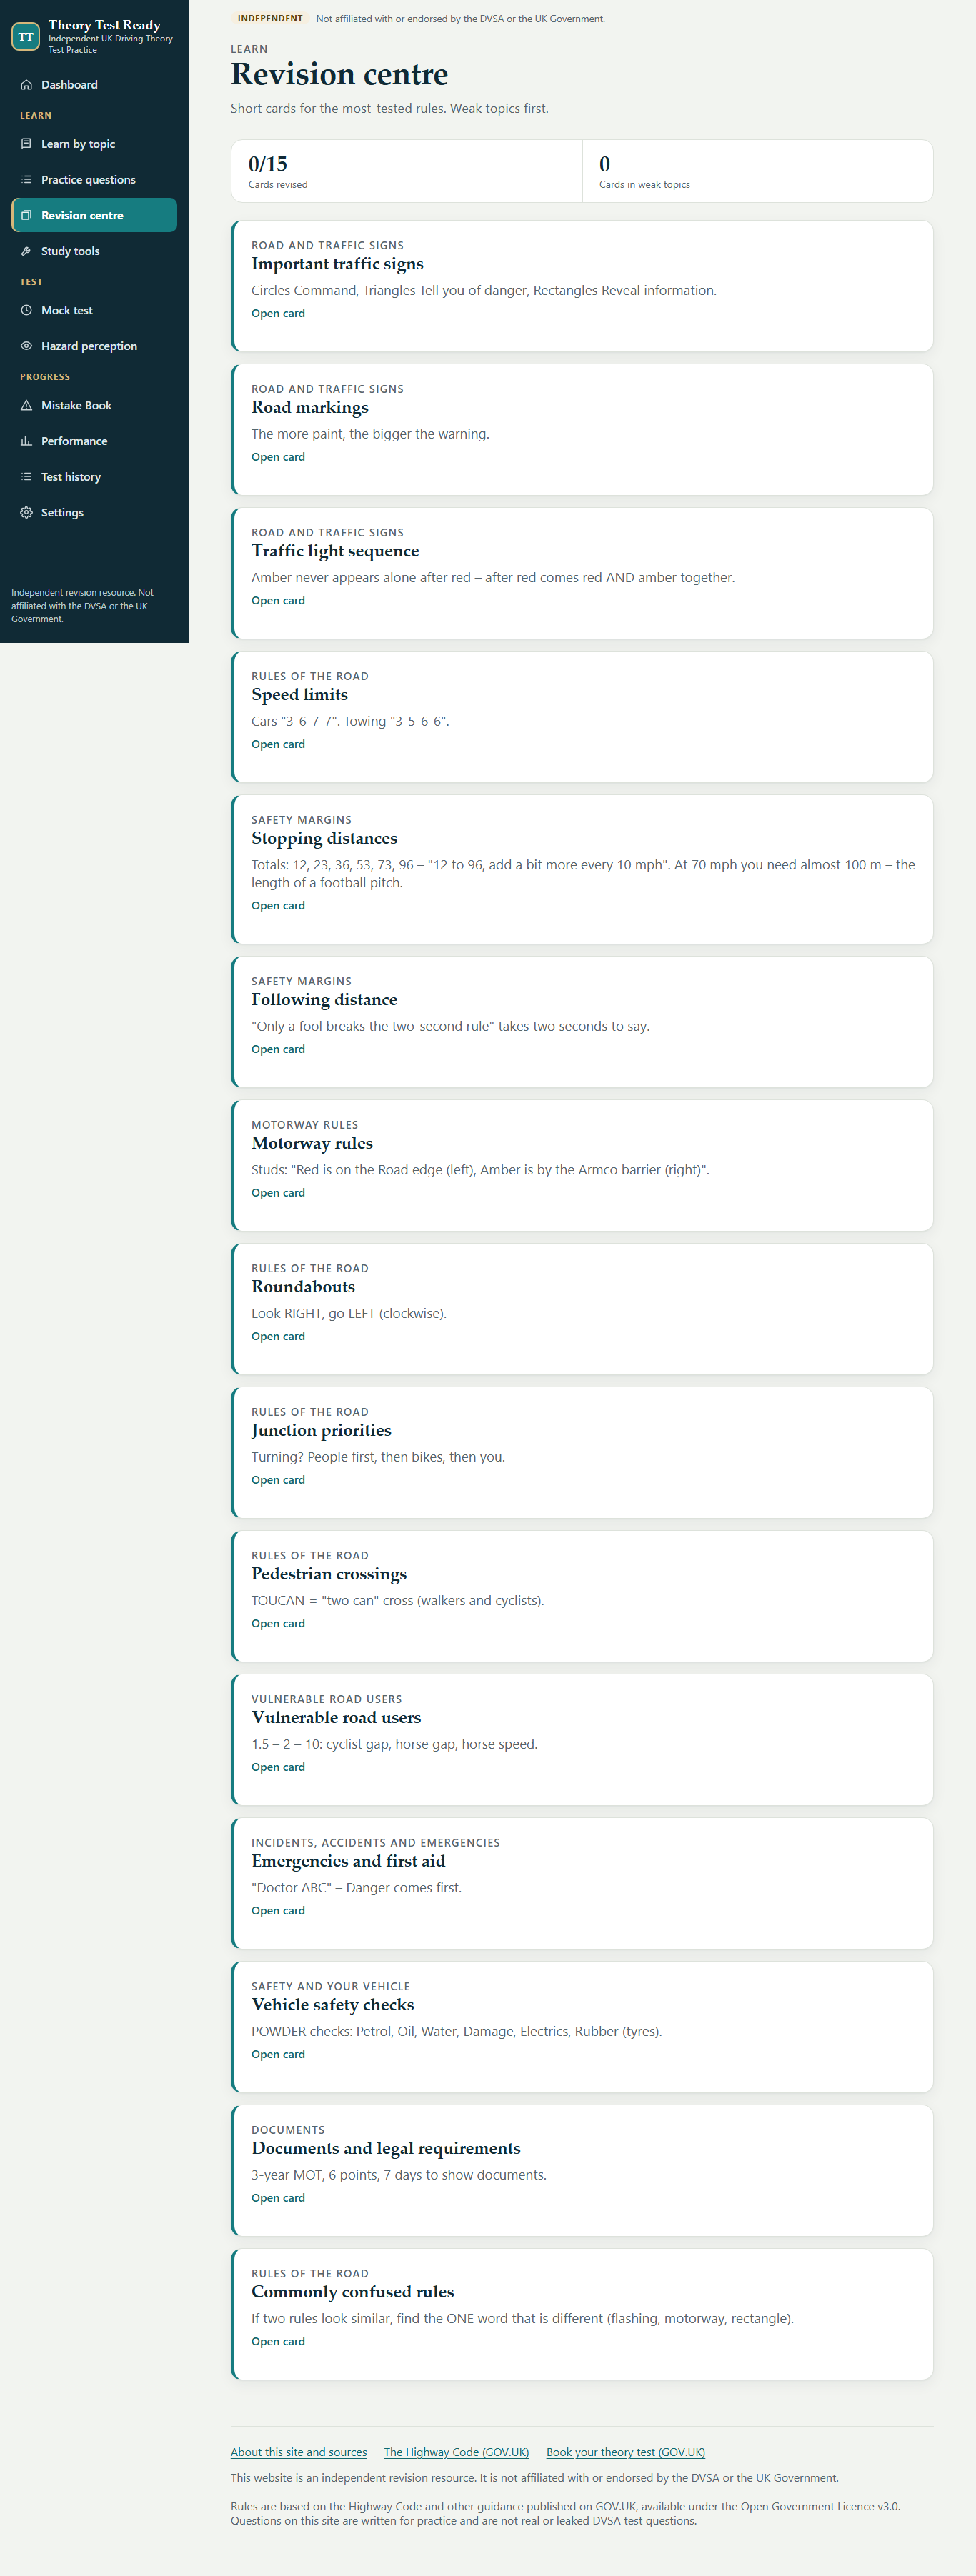 TT
Theory Test Ready
Independent UK Driving Theory
Test Practice
Dashboard
LEARN
Learn by topic
Practice questions
Revision centre
Study tools
TEST
Mock test
Hazard perception
PROGRESS
Mistake Book
Performance
Test history
Settings
Independent revision resource. Not
affiliated with the DVSA or the UK
Government.
INDEPENDENT Not affiliated with or endorsed by the DVSA or the UK Government.
LEARN
Revision centre
Short cards for the most-tested rules. Weak topics first.
0/15
Cards revised
0
Cards in weak topics
ROAD AND TRAFFIC SIGNS
Important traffic signs
Circles Command, Triangles Tell you of danger, Rectangles Reveal information.
Open card
ROAD AND TRAFFIC SIGNS
Road markings
The more paint, the bigger the warning.
Open card
ROAD AND TRAFFIC SIGNS
Traffic light sequence
Amber never appears alone after red – after red comes red AND amber together.
Open card
RULES OF THE ROAD
Speed limits
Cars "3-6-7-7". Towing "3-5-6-6".
Open card
SAFETY MARGINS
Stopping distances
Totals: 12, 23, 36, 53, 73, 96 – "12 to 96, add a bit more every 10 mph". At 70 mph you need almost 100 m – the
length of a football pitch.
Open card
SAFETY MARGINS
Following distance
"Only a fool breaks the two-second rule" takes two seconds to say.
Open card
MOTORWAY RULES
Motorway rules
Studs: "Red is on the Road edge (left), Amber is by the Armco barrier (right)".
Open card
RULES OF THE ROAD
Roundabouts
Look RIGHT, go LEFT (clockwise).
Open card
RULES OF THE ROAD
Junction priorities
Turning? People first, then bikes, then you.
Open card
RULES OF THE ROAD
Pedestrian crossings
TOUCAN = "two can" cross (walkers and cyclists).
Open card
VULNERABLE ROAD USERS
Vulnerable road users
1.5 – 2 – 10: cyclist gap, horse gap, horse speed.
Open card
INCIDENTS, ACCIDENTS AND EMERGENCIES
Emergencies and first aid
"Doctor ABC" – Danger comes first.
Open card
SAFETY AND YOUR VEHICLE
Vehicle safety checks
POWDER checks: Petrol, Oil, Water, Damage, Electrics, Rubber (tyres).
Open card
DOCUMENTS
Documents and legal requirements
3-year MOT, 6 points, 7 days to show documents.
Open card
RULES OF THE ROAD
Commonly confused rules
If two rules look similar, find the ONE word that is different (flashing, motorway, rectangle).
Open card
About this site and sources The Highway Code (GOV.UK) Book your theory test (GOV.UK)
This website is an independent revision resource. It is not affiliated with or endorsed by the DVSA or the UK Government.
Rules are based on the Highway Code and other guidance published on GOV.UK, available under the Open Government Licence v3.0.
Questions on this site are written for practice and are not real or leaked DVSA test questions.